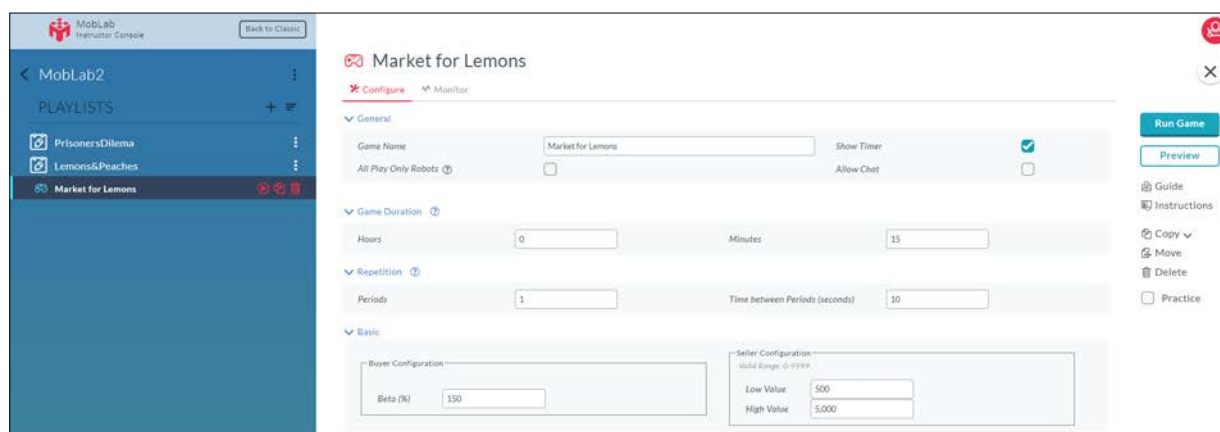 MobLab
Instructor Console
Back to Classic
MobLab2
PLAYLISTS
PrisonersDilema
Lemons&Peaches
Market for Lemons
Market for Lemons
Configure Monitor
General
Game Name Market for Lemons Show Timer
All Play Only Robots ? Allow Chat
Game Duration ?
Hours 0 Minutes 15
Repetition ?
Periods 1 Time between Periods (seconds) 10
Basic
Buyer Configuration
Beta (%) 150
Seller Configuration
Valid Range: 0-9999
Low Value 500
High Value 5,000
Run Game
Preview
Guide
Instructions
Copy
Move
Delete
Practice